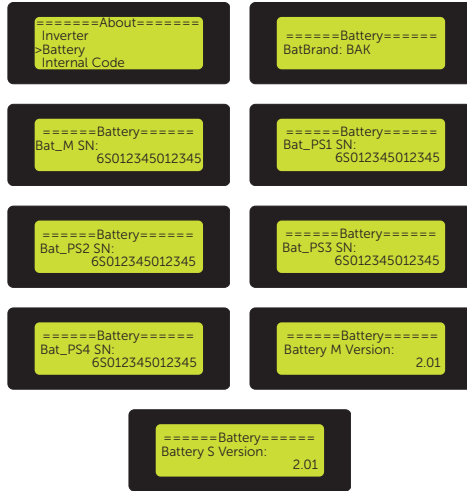 =======About=======
Inverter
>Battery
Internal Code
======Battery======
BatBrand: BAK
======Battery======
Bat_M SN:
6S012345012345
======Battery======
Bat_PS1 SN:
6S012345012345
======Battery======
Bat_PS2 SN:
6S012345012345
======Battery======
Bat_PS3 SN:
6S012345012345
======Battery======
Bat_PS4 SN:
6S012345012345
======Battery======
Battery M Version:
2.01
======Battery======
Battery S Version:
2.01